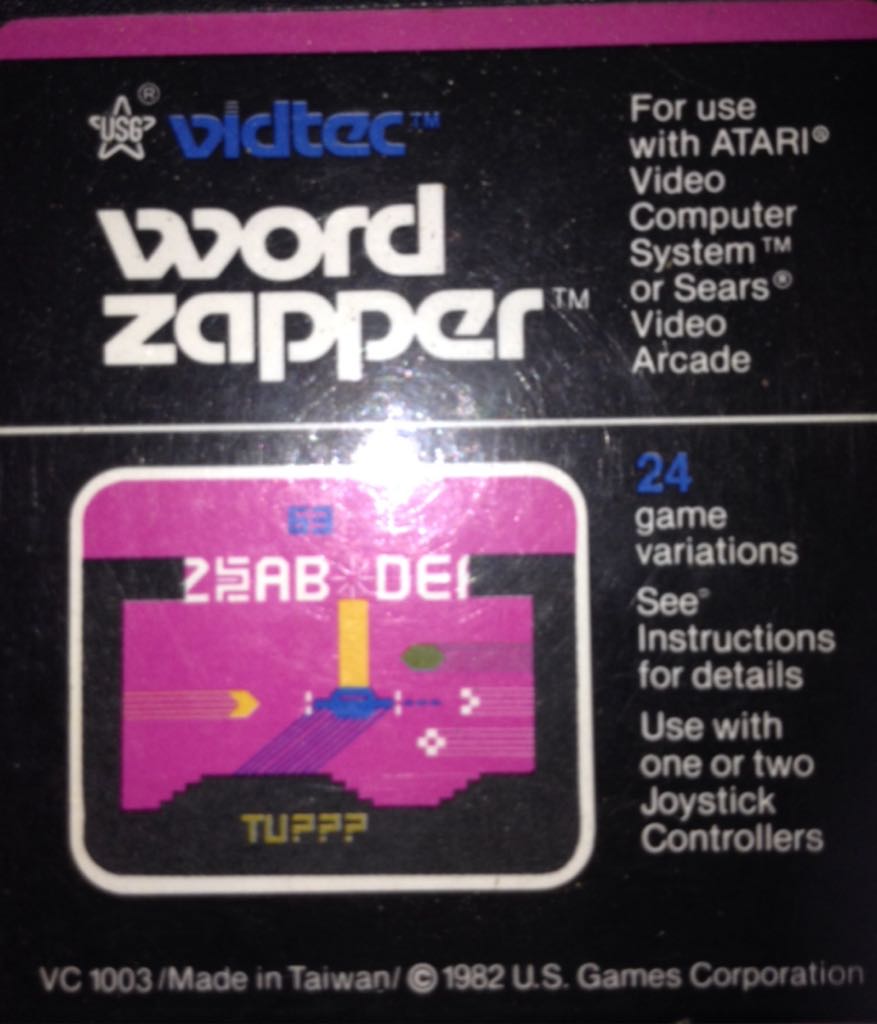 USG® vidtec™
word
zapper™
For use
with ATARI®
Video
Computer
System™
or Sears®
Video
Arcade
63
AB DE
TU???
24
game
variations
See
Instructions
for details
Use with
one or two
Joystick
Controllers
VC 1003/Made in Taiwan/©1982 U.S. Games Corporation